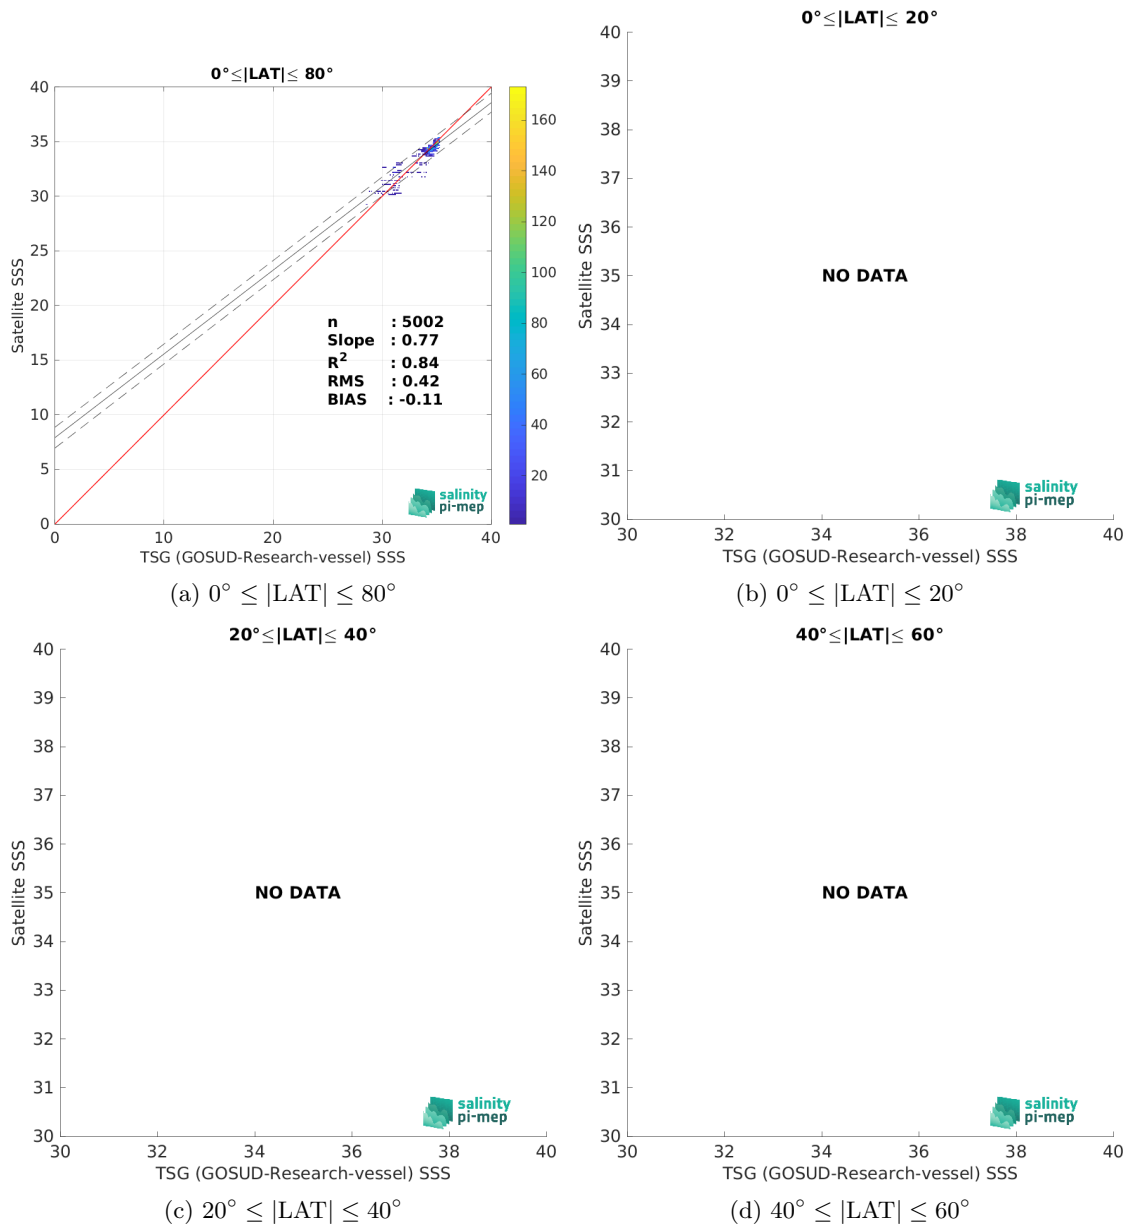 0°≤|LAT|≤ 80°
40
35
30
25
20
15
10
5
0
Satellite SSS
160
140
120
100
80
60
40
20
n : 5002
Slope : 0.77
R² : 0.84
RMS : 0.42
BIAS : -0.11
salinity
pi-mep
0 10 20 30 40
TSG (GOSUD-Research-vessel) SSS
(a) 0° ≤ |LAT| ≤ 80°
0°≤|LAT|≤ 20°
40
39
38
37
36
35
34
33
32
31
30
Satellite SSS
NO DATA
salinity
pi-mep
30 32 34 36 38 40
TSG (GOSUD-Research-vessel) SSS
(b) 0° ≤ |LAT| ≤ 20°
20°≤|LAT|≤ 40°
40
39
38
37
36
35
34
33
32
31
30
Satellite SSS
NO DATA
salinity
pi-mep
30 32 34 36 38 40
TSG (GOSUD-Research-vessel) SSS
(c) 20° ≤ |LAT| ≤ 40°
40°≤|LAT|≤ 60°
40
39
38
37
36
35
34
33
32
31
30
Satellite SSS
NO DATA
salinity
pi-mep
30 32 34 36 38 40
TSG (GOSUD-Research-vessel) SSS
(d) 40° ≤ |LAT| ≤ 60°